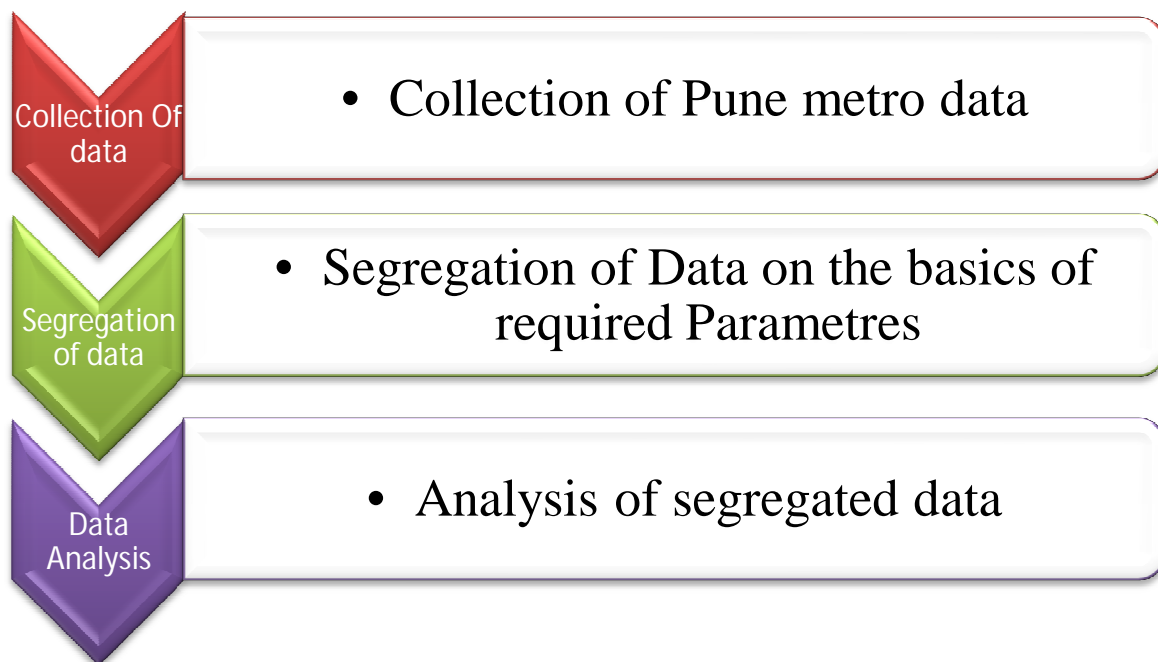 Collection Of
data
• Collection of Pune metro data
Segregation
of data
• Segregation of Data on the basics of
required Parametres
Data
Analysis
• Analysis of segregated data